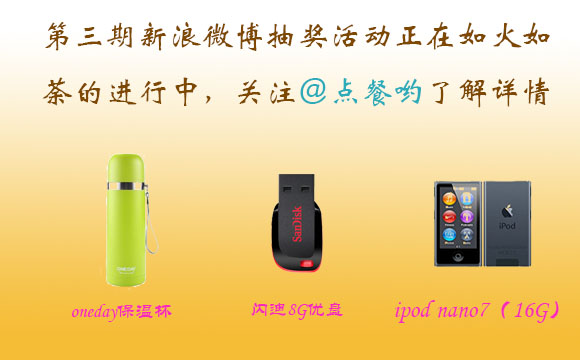 第三期新浪微博抽奖活动正在如火如
荼的进行中，关注@点餐哟了解详情
SanDisk
iPod
oneday保温杯
闪迪8G优盘
ipod nano7（16G）